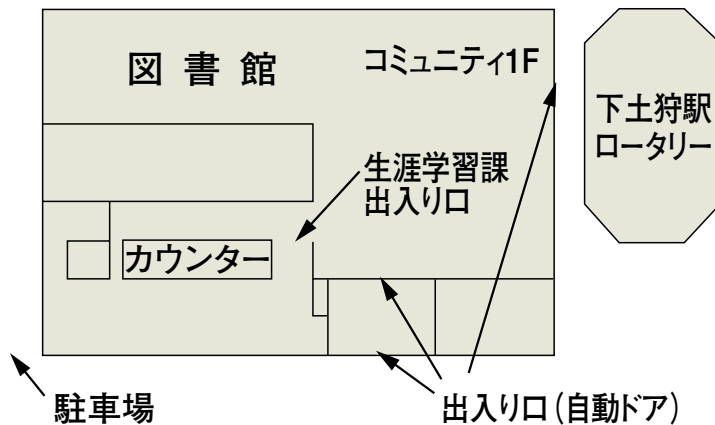 図書館
コミュニティ1F
下土狩駅
ロータリー
生涯学習課
出入り口
カウンター
駐車場
出入り口(自動ドア)